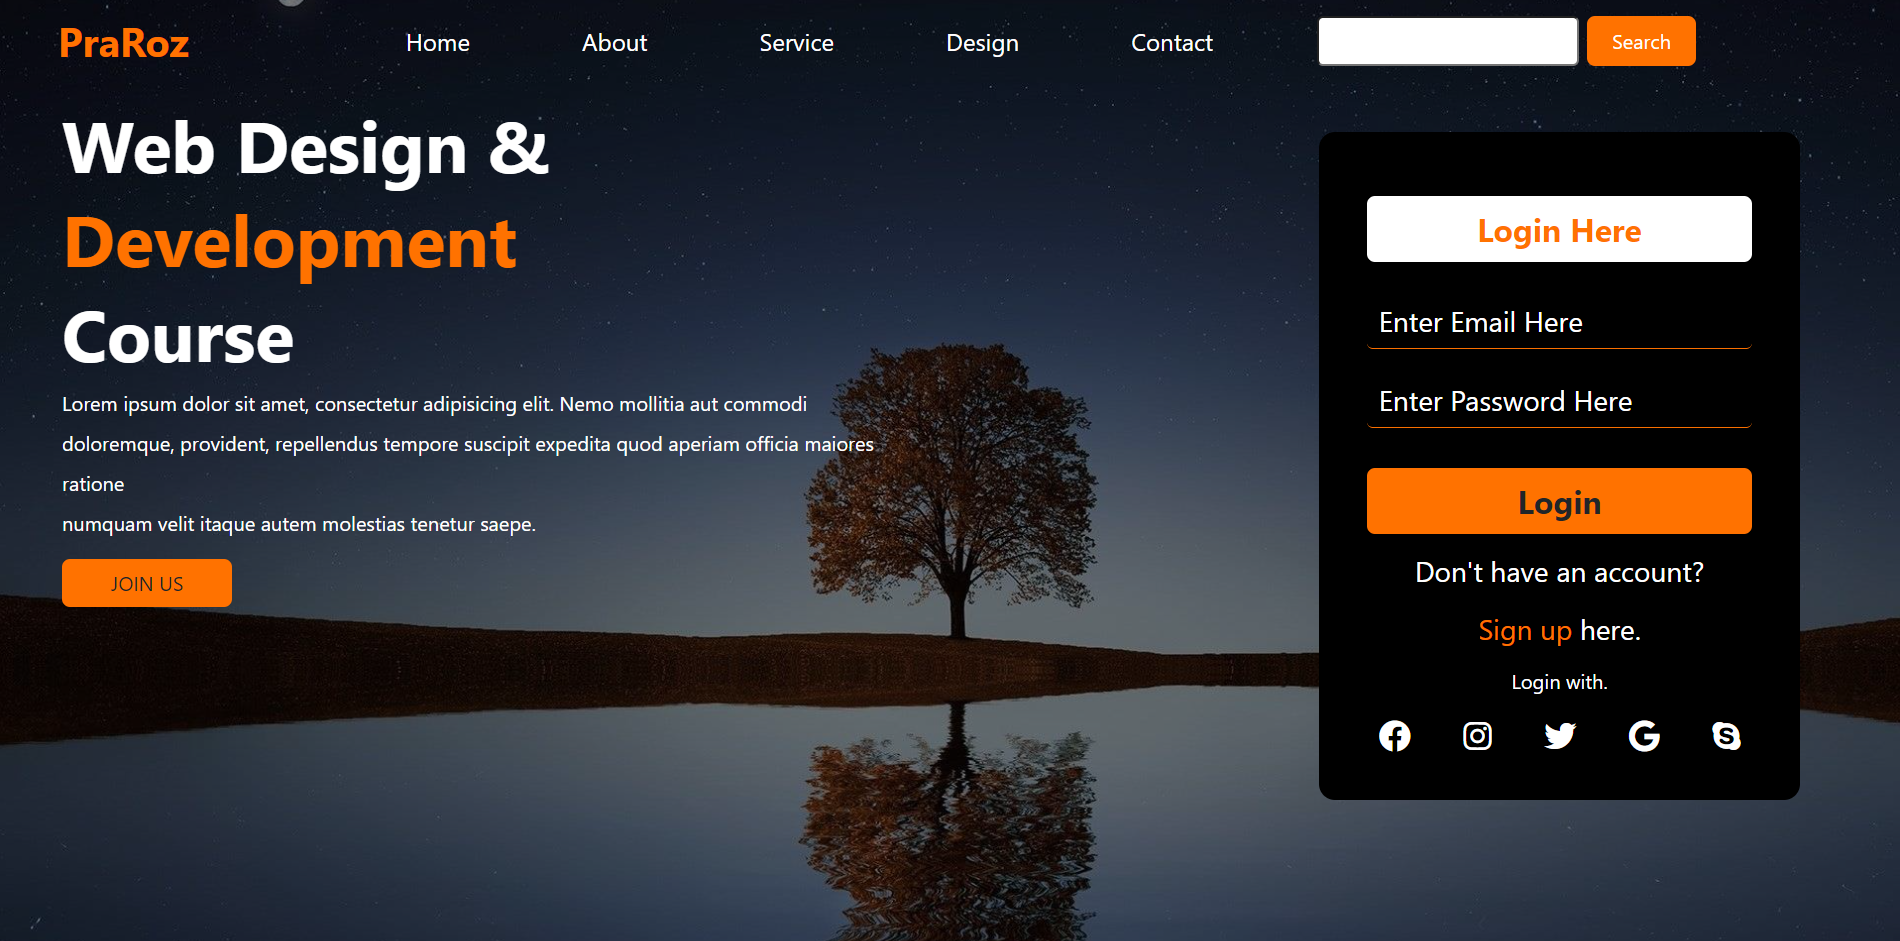 PraRoz Home About Service Design Contact Search
Web Design &
Development
Course
Lorem ipsum dolor sit amet, consectetur adipisicing elit. Nemo mollitia aut commodi
doloremque, provident, repellendus tempore suscipit expedita quod aperiam officia maiores
ratione
numquam velit itaque autem molestias tenetur saepe.
JOIN US
Login Here
Enter Email Here
Enter Password Here
Login
Don't have an account?
Sign up here.
Login with.